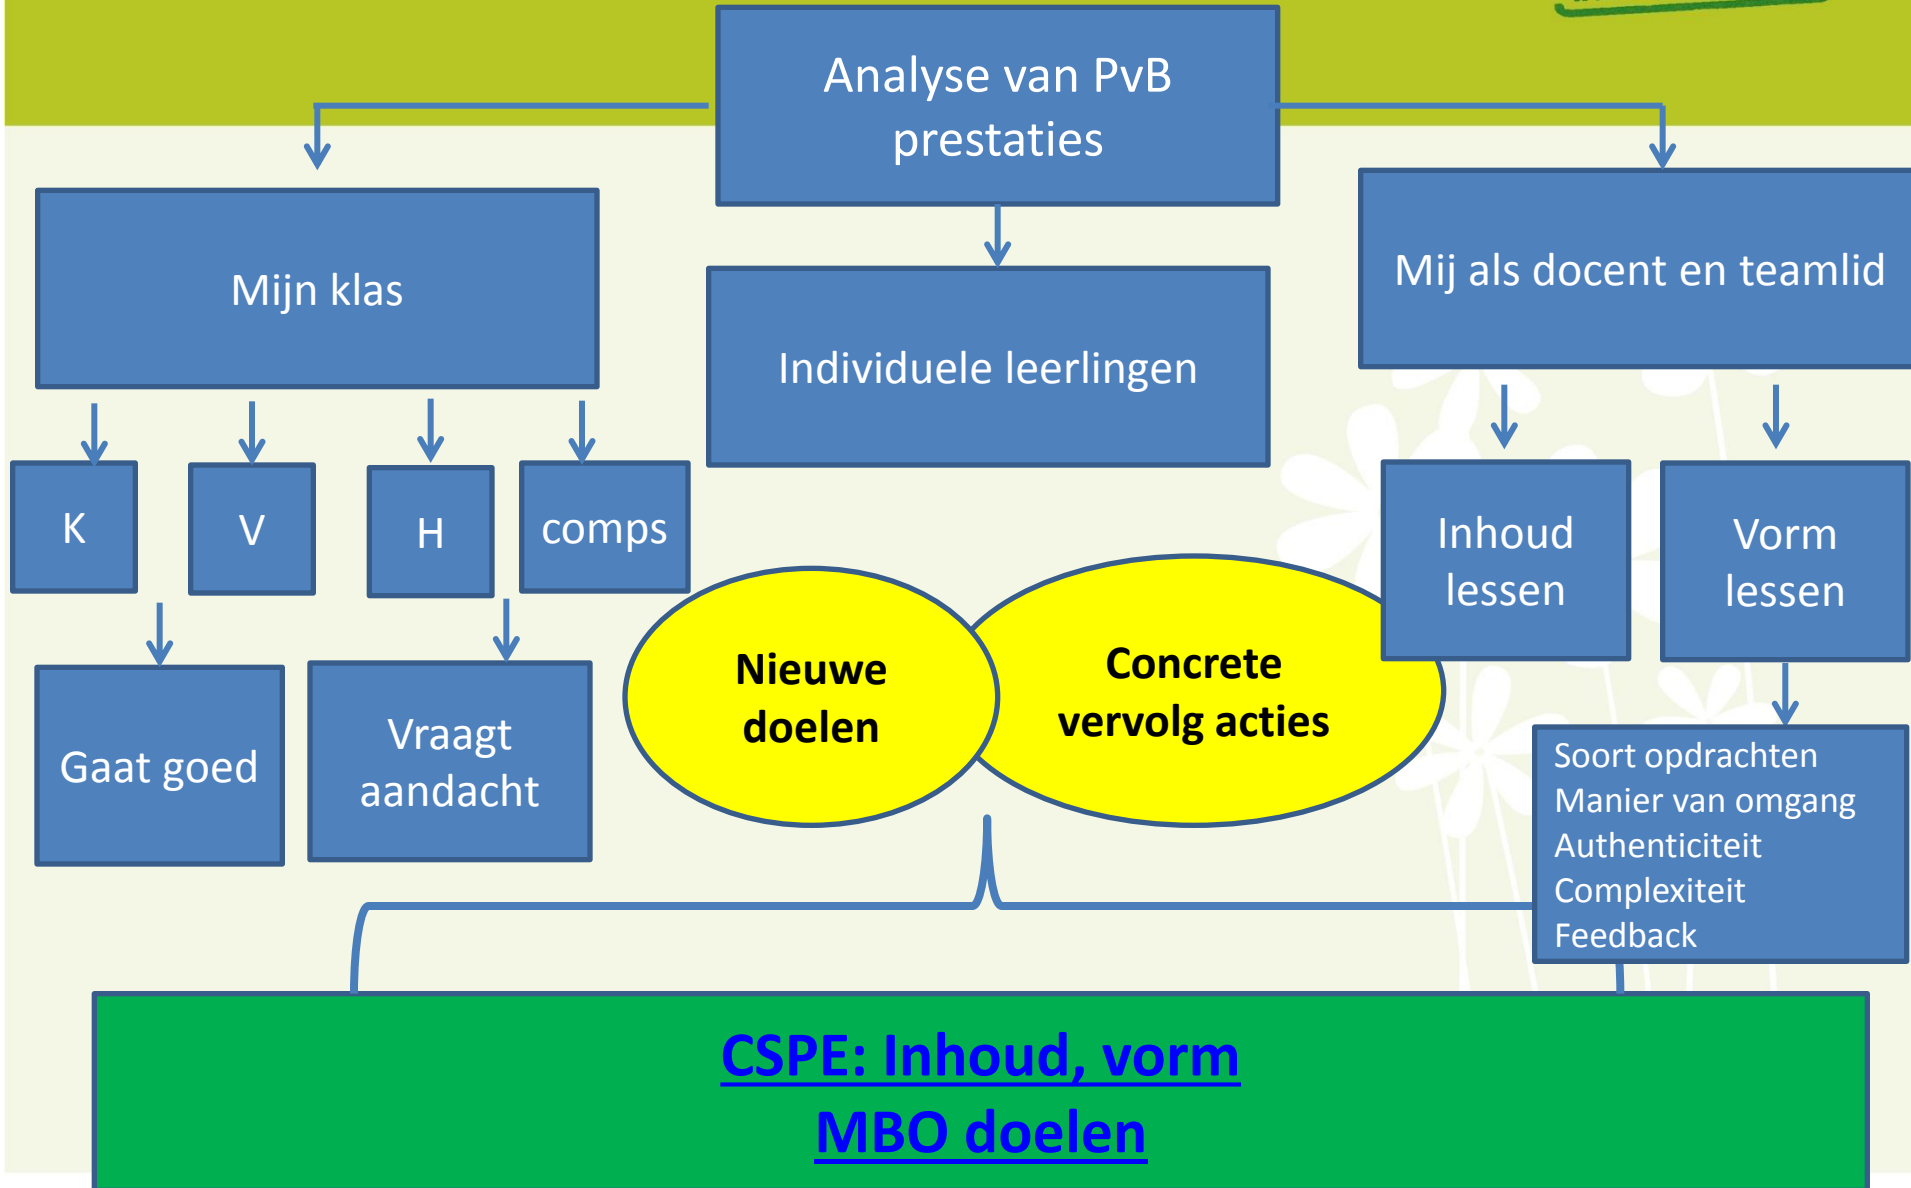 Analyse van PvB
prestaties
Mijn klas
Individuele leerlingen
Mij als docent en teamlid
K
V
H
comps
Inhoud
lessen
Vorm
lessen
Gaat goed
Vraagt
aandacht
Nieuwe
doelen
Concrete
vervolg acties
Soort opdrachten
Manier van omgang
Authenticiteit
Complexiteit
Feedback
CSPE: Inhoud, vorm
MBO doelen